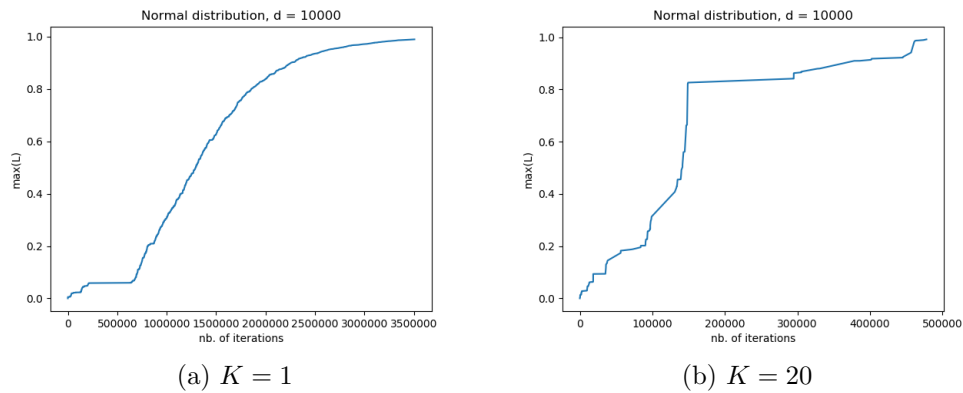 Normal distribution, d = 10000
1.0
0.8
0.6
0.4
0.2
0.0
max(L)
0 500000 1000000 1500000 2000000 2500000 3000000 3500000
nb. of iterations
(a) K = 1
Normal distribution, d = 10000
1.0
0.8
0.6
0.4
0.2
0.0
max(L)
0 100000 200000 300000 400000 500000
nb. of iterations
(b) K = 20